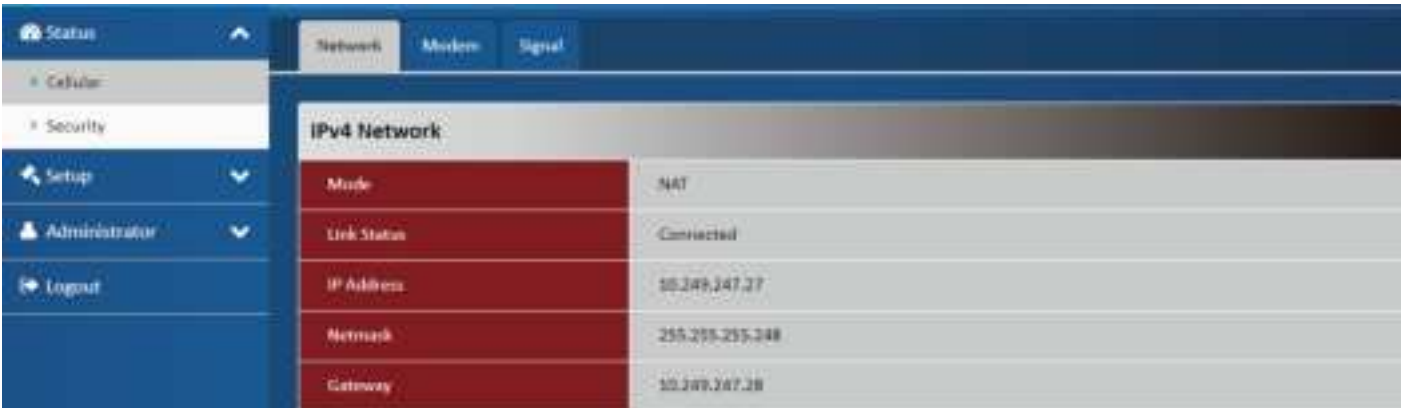 Status
Cellular
Security
Setup
Administrator
Logout
Network Modem Signal
IPv4 Network
Mode NAT
Link Status Connected
IP Address 10.249.247.27
Netmask 255.255.255.248
Gateway 10.249.247.28